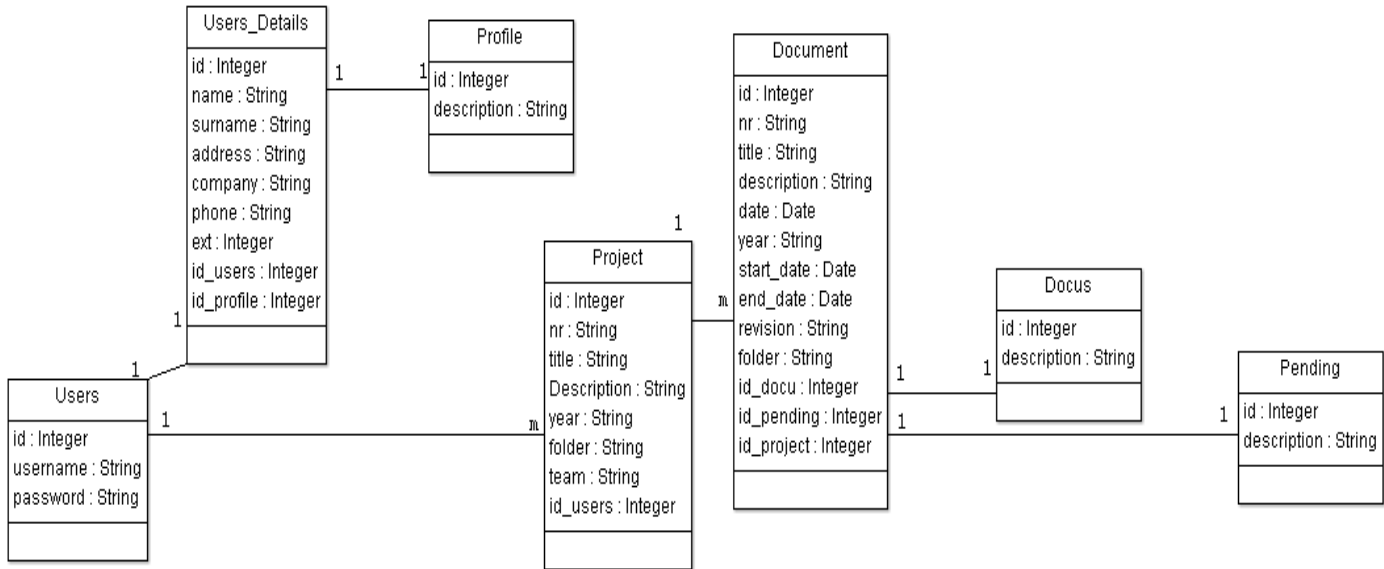 Users_Details
id : Integer
name : String
surname : String
address : String
company : String
phone : String
ext : Integer
id_users : Integer
id_profile : Integer
1
1
Profile
id : Integer
description : String
Document
id : Integer
nr : String
title : String
description : String
date : Date
year : String
start_date : Date
end_date : Date
revision : String
folder : String
id_docu : Integer
id_pending : Integer
id_project : Integer
1
m
Project
id : Integer
nr : String
title : String
Description : String
year : String
folder : String
team : String
id_users : Integer
Docus
id : Integer
description : String
1
1
Pending
id : Integer
description : String
1
1
1
1
Users
id : Integer
username : String
password : String
1
m